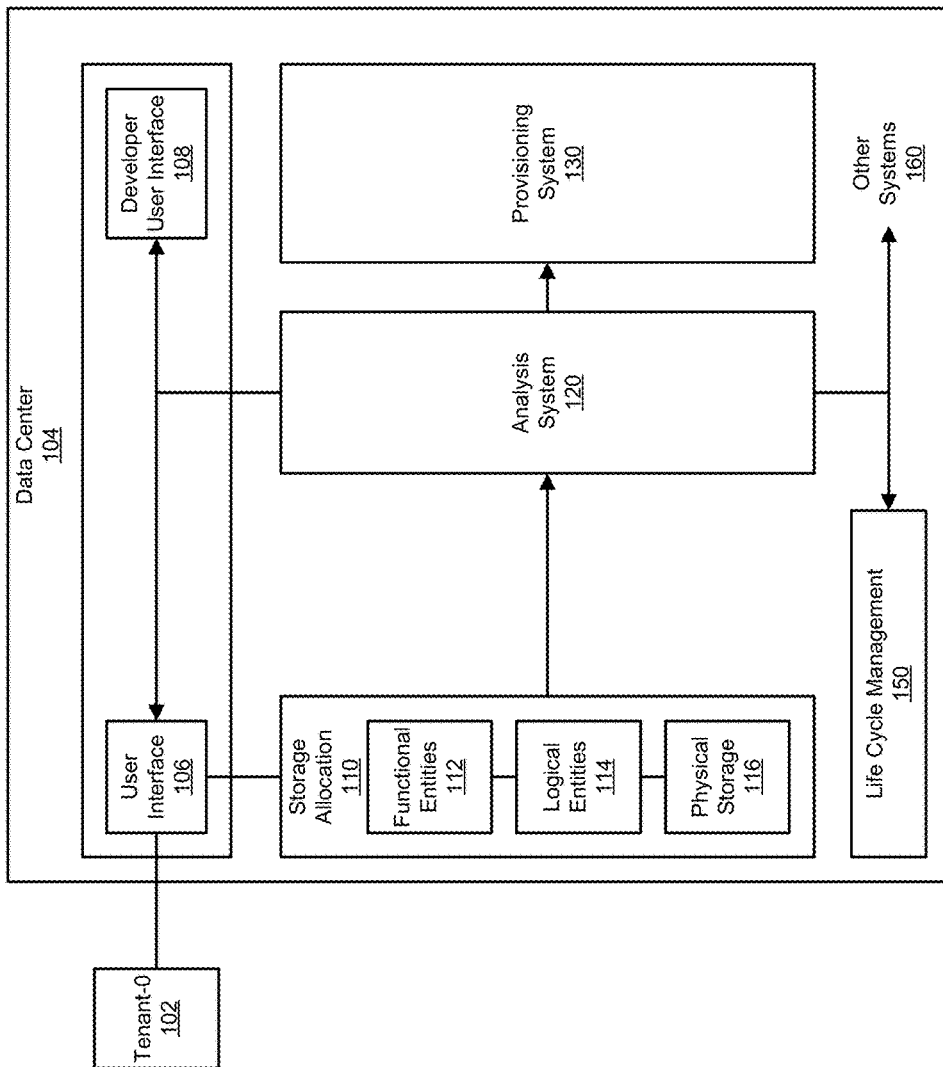 Data Center
104
Tenant-0
102
User
Interface
106
Developer
User Interface
108
Storage
Allocation
110
Functional
Entities
112
Logical
Entities
114
Physical
Storage
116
Analysis
System
120
Provisioning
System
130
Life Cycle Management
150
Other
Systems
160